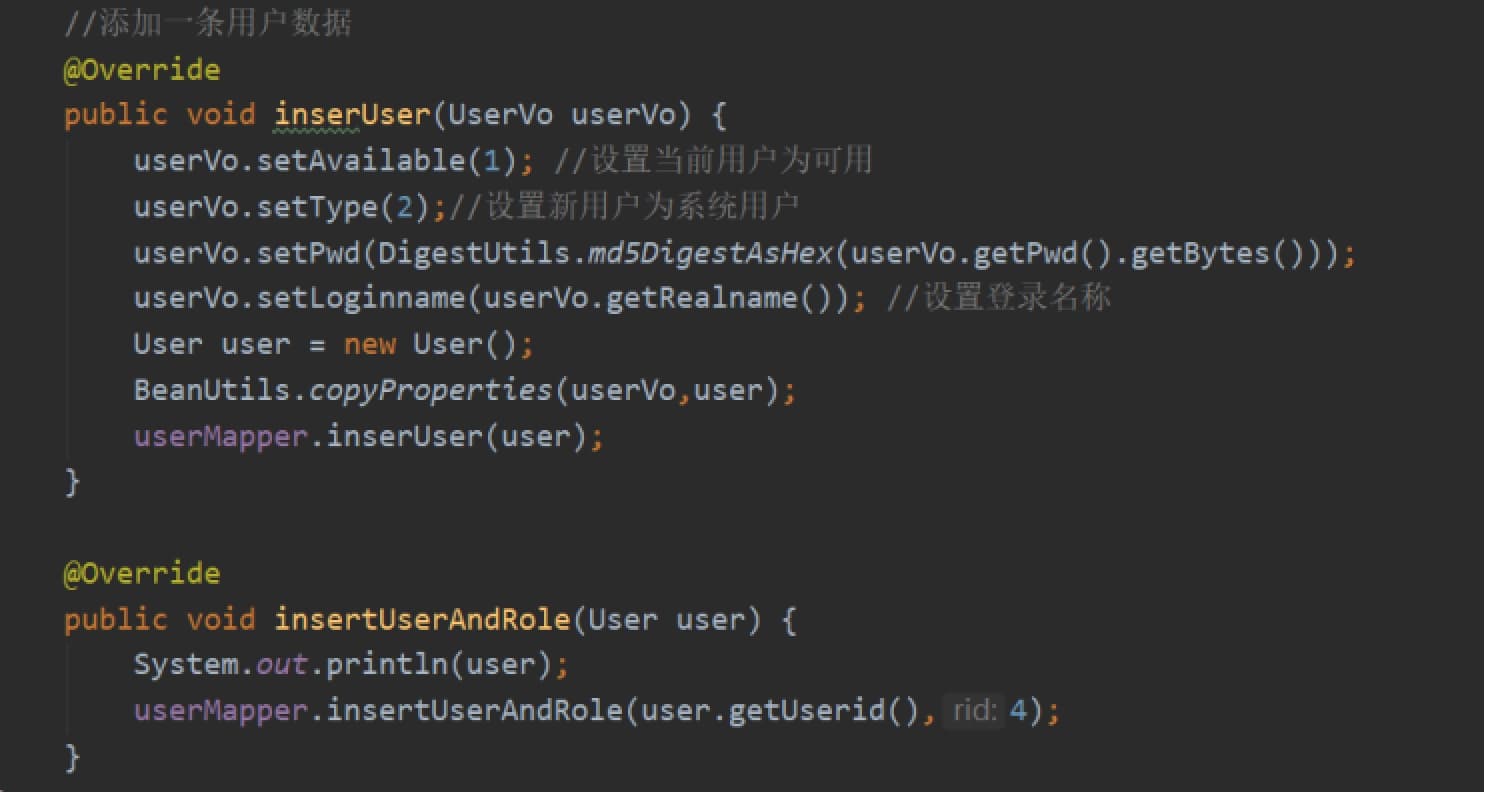 //添加一条用户数据
@Override
public void inserUser(UserVo userVo) {
userVo.setAvailable(1); //设置当前用户为可用
userVo.setType(2);//设置新用户为系统用户
userVo.setPwd(DigestUtils.md5DigestAsHex(userVo.getPwd().getBytes()));
userVo.setLoginname(userVo.getRealname()); //设置登录名称
User user = new User();
BeanUtils.copyProperties(userVo,user);
userMapper.inserUser(user);
}
@Override
public void insertUserAndRole(User user) {
System.out.println(user);
userMapper.insertUserAndRole(user.getUserid(), rid: 4);
}